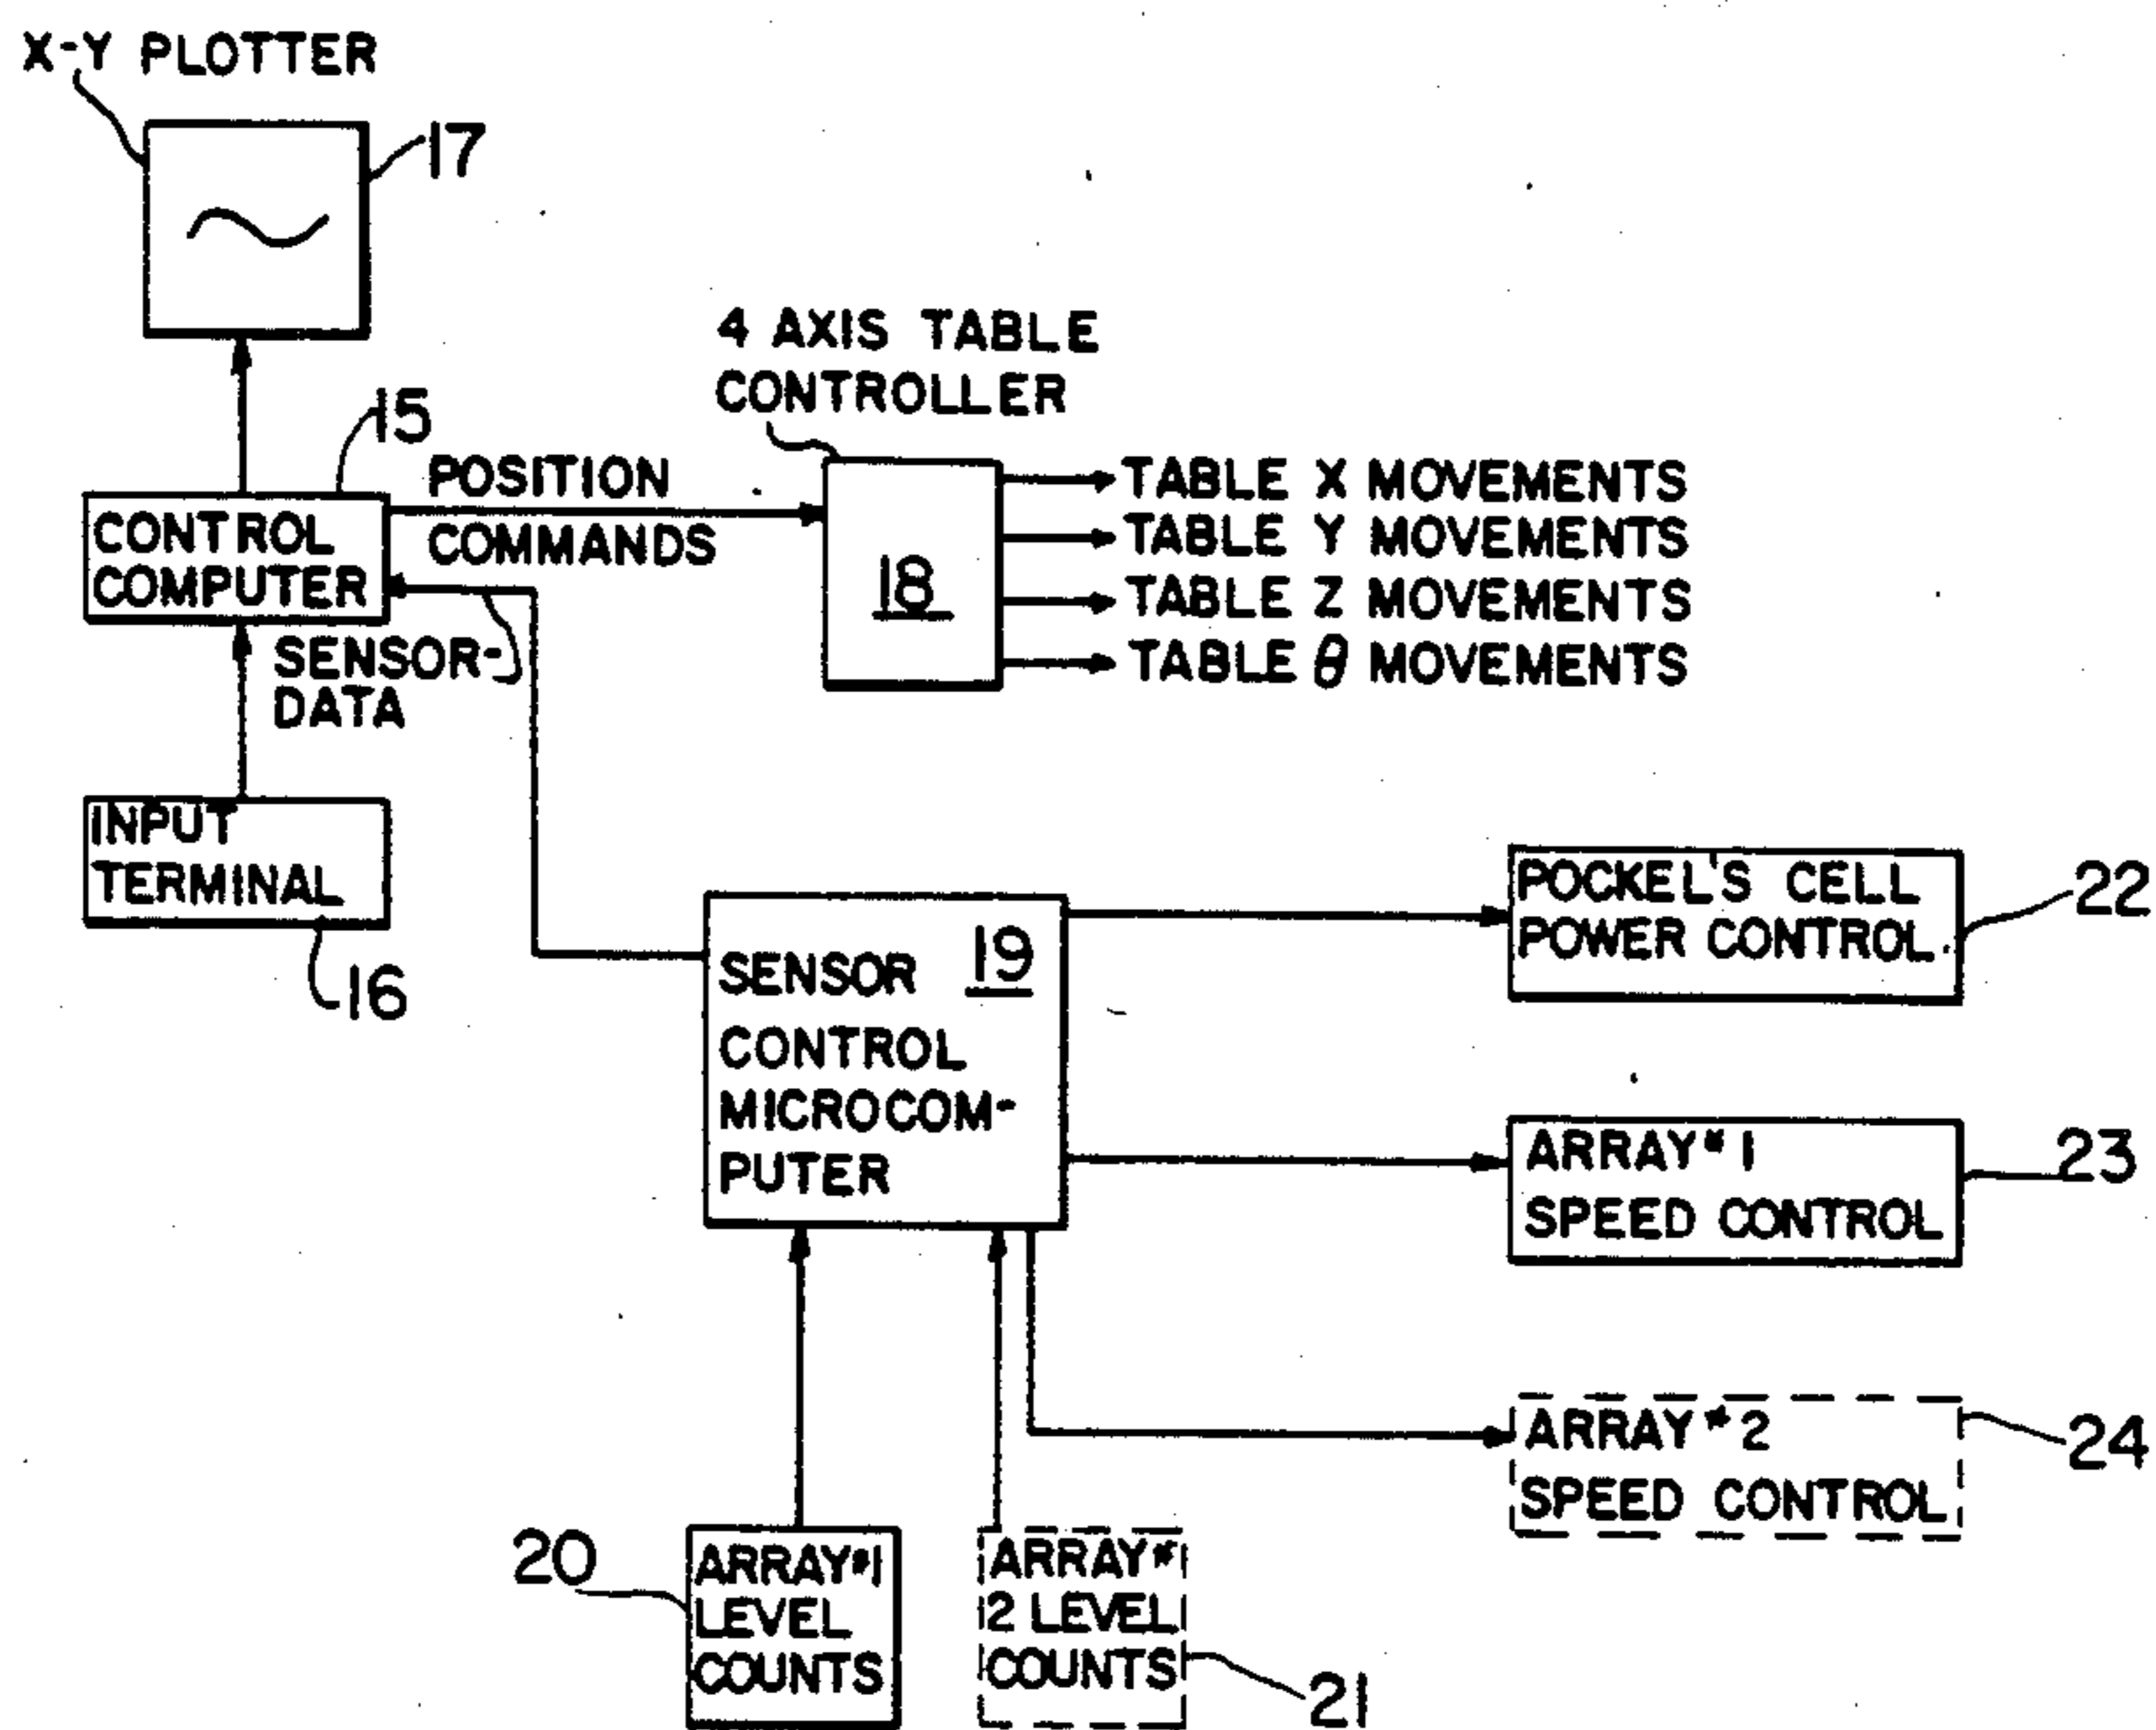 X-Y PLOTTER
17
4 AXIS TABLE
CONTROLLER
15
POSITION
COMMANDS
CONTROL
COMPUTER
18
TABLE X MOVEMENTS
TABLE Y MOVEMENTS
TABLE Z MOVEMENTS
TABLE θ MOVEMENTS
SENSOR-
DATA
INPUT
TERMINAL
16
SENSOR 19
CONTROL
MICROCOM-
PUTER
POCKEL'S CELL
POWER CONTROL
22
ARRAY #1
SPEED CONTROL
23
ARRAY #2
SPEED CONTROL
24
20
ARRAY #1
LEVEL
COUNTS
ARRAY #
2 LEVEL
COUNTS
21